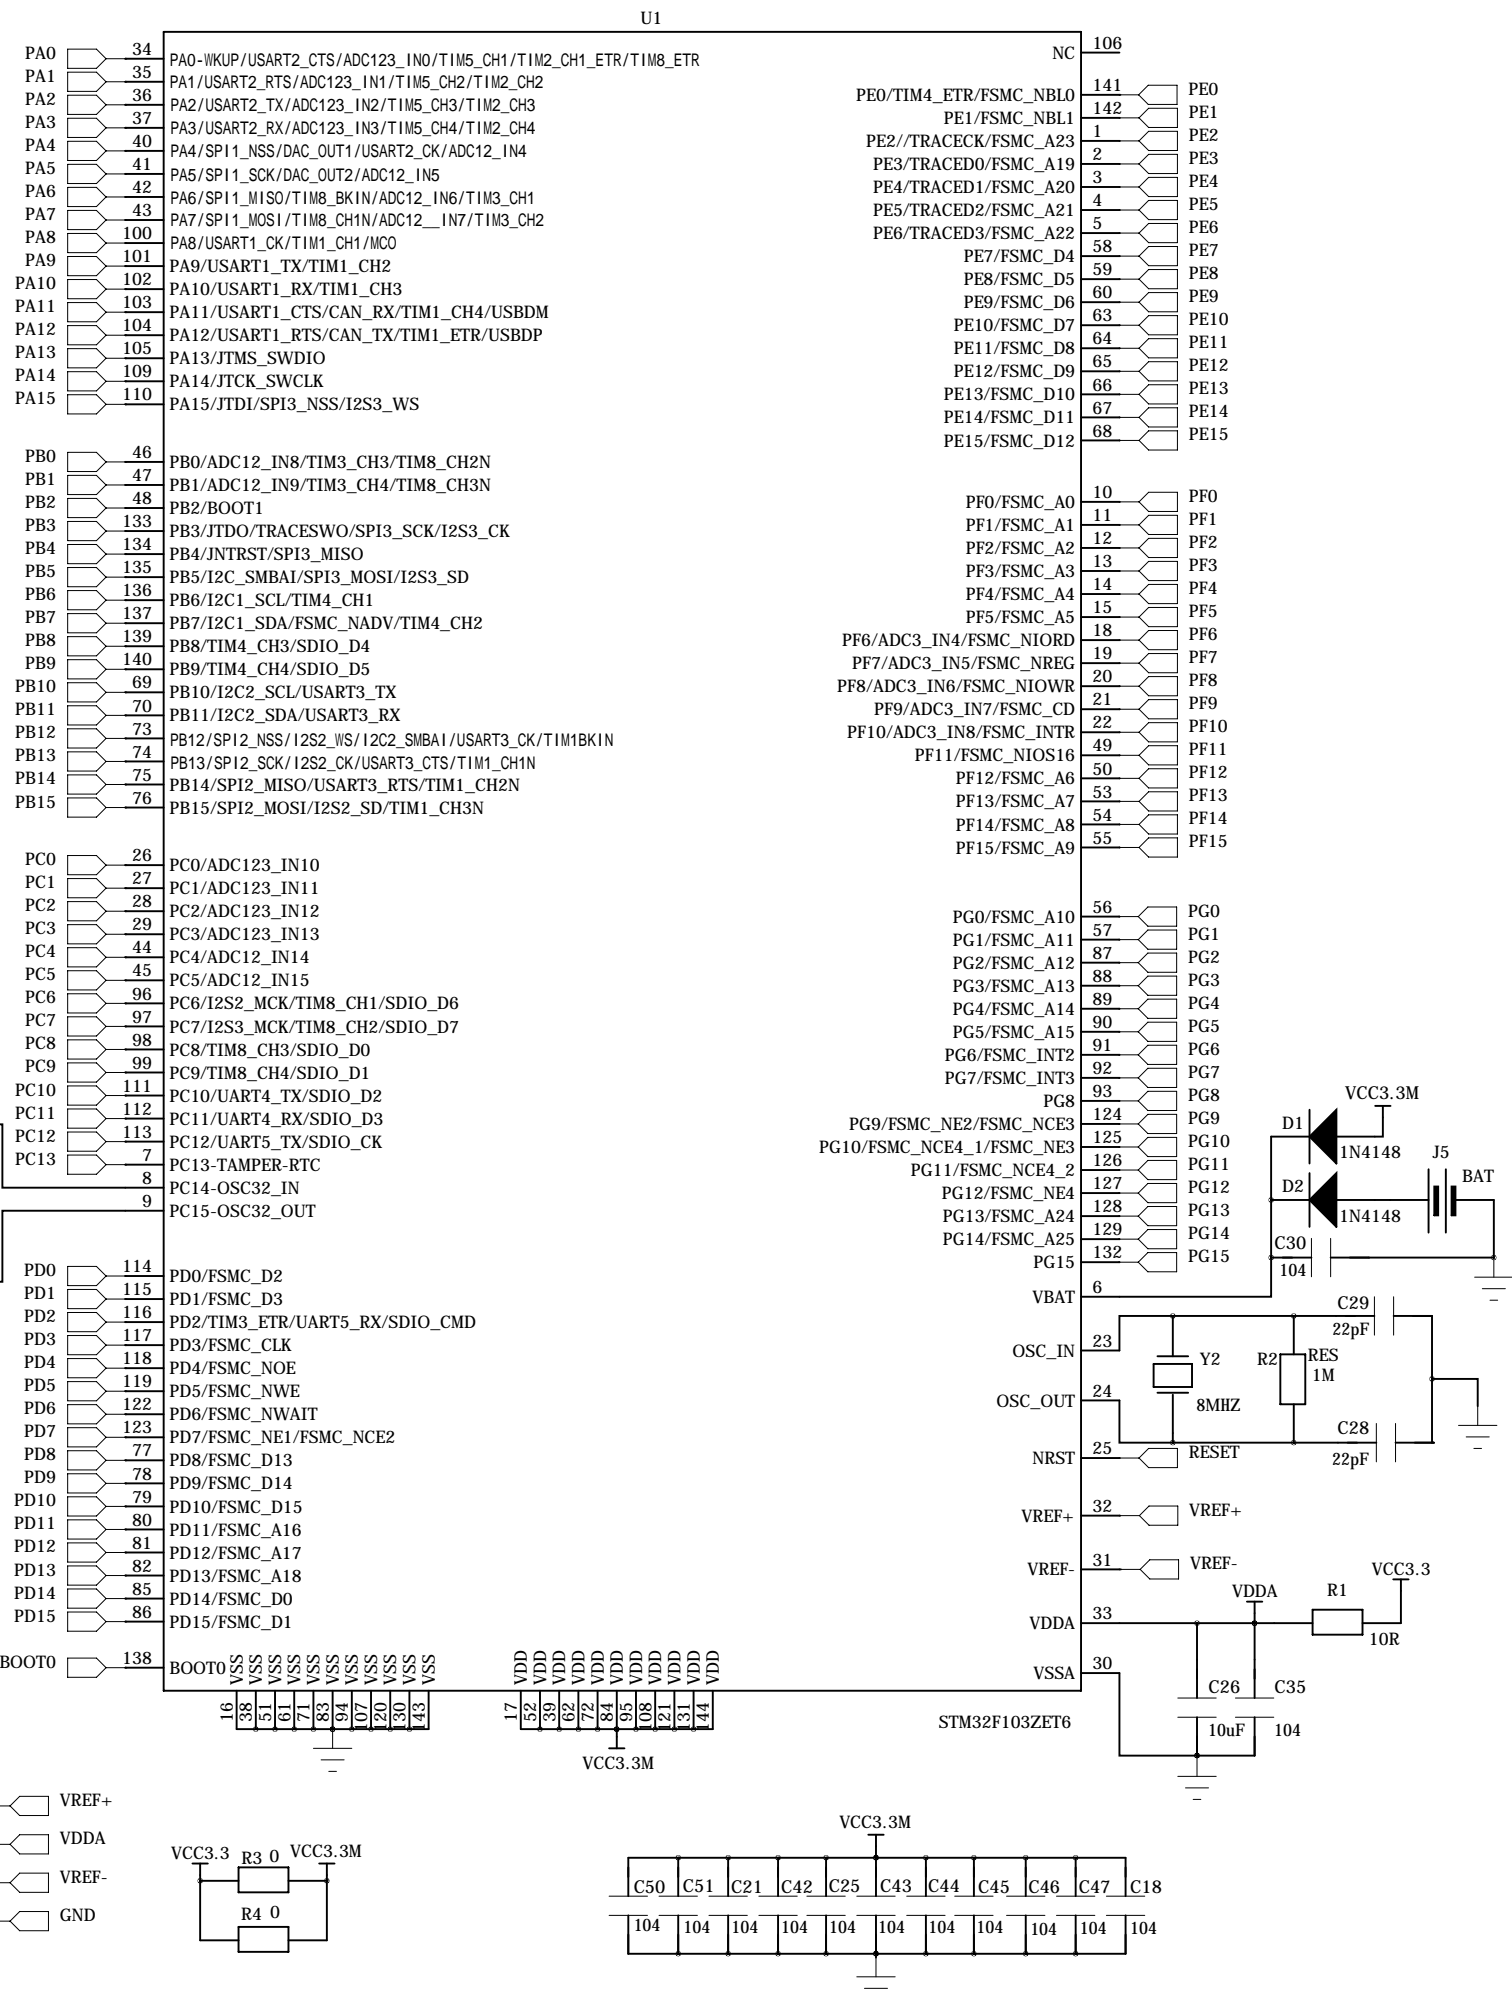 U1
PA0 34 PA0-WKUP/USART2_CTS/ADC123_IN0/TIM5_CH1/TIM2_CH1_ETR/TIM8_ETR
PA1 35 PA1/USART2_RTS/ADC123_IN1/TIM5_CH2/TIM2_CH2
PA2 36 PA2/USART2_TX/ADC123_IN2/TIM5_CH3/TIM2_CH3
PA3 37 PA3/USART2_RX/ADC123_IN3/TIM5_CH4/TIM2_CH4
PA4 40 PA4/SPI1_NSS/DAC_OUT1/USART2_CK/ADC12_IN4
PA5 41 PA5/SPI1_SCK/DAC_OUT2/ADC12_IN5
PA6 42 PA6/SPI1_MISO/TIM8_BKIN/ADC12_IN6/TIM3_CH1
PA7 43 PA7/SPI1_MOSI/TIM8_CH1N/ADC12__IN7/TIM3_CH2
PA8 100 PA8/USART1_CK/TIM1_CH1/MCO
PA9 101 PA9/USART1_TX/TIM1_CH2
PA10 102 PA10/USART1_RX/TIM1_CH3
PA11 103 PA11/USART1_CTS/CAN_RX/TIM1_CH4/USBDM
PA12 104 PA12/USART1_RTS/CAN_TX/TIM1_ETR/USBDP
PA13 105 PA13/JTMS_SWDIO
PA14 109 PA14/JTCK_SWCLK
PA15 110 PA15/JTDI/SPI3_NSS/I2S3_WS
PB0 46 PB0/ADC12_IN8/TIM3_CH3/TIM8_CH2N
PB1 47 PB1/ADC12_IN9/TIM3_CH4/TIM8_CH3N
PB2 48 PB2/BOOT1
PB3 133 PB3/JTDO/TRACESWO/SPI3_SCK/I2S3_CK
PB4 134 PB4/JNTRST/SPI3_MISO
PB5 135 PB5/I2C_SMBAI/SPI3_MOSI/I2S3_SD
PB6 136 PB6/I2C1_SCL/TIM4_CH1
PB7 137 PB7/I2C1_SDA/FSMC_NADV/TIM4_CH2
PB8 139 PB8/TIM4_CH3/SDIO_D4
PB9 140 PB9/TIM4_CH4/SDIO_D5
PB10 69 PB10/I2C2_SCL/USART3_TX
PB11 70 PB11/I2C2_SDA/USART3_RX
PB12 73 PB12/SPI2_NSS/I2S2_WS/I2C2_SMBAI/USART3_CK/TIM1BKIN
PB13 74 PB13/SPI2_SCK/I2S2_CK/USART3_CTS/TIM1_CH1N
PB14 75 PB14/SPI2_MISO/USART3_RTS/TIM1_CH2N
PB15 76 PB15/SPI2_MOSI/I2S2_SD/TIM1_CH3N
PC0 26 PC0/ADC123_IN10
PC1 27 PC1/ADC123_IN11
PC2 28 PC2/ADC123_IN12
PC3 29 PC3/ADC123_IN13
PC4 44 PC4/ADC12_IN14
PC5 45 PC5/ADC12_IN15
PC6 96 PC6/I2S2_MCK/TIM8_CH1/SDIO_D6
PC7 97 PC7/I2S3_MCK/TIM8_CH2/SDIO_D7
PC8 98 PC8/TIM8_CH3/SDIO_D0
PC9 99 PC9/TIM8_CH4/SDIO_D1
PC10 111 PC10/UART4_TX/SDIO_D2
PC11 112 PC11/UART4_RX/SDIO_D3
PC12 113 PC12/UART5_TX/SDIO_CK
PC13 7 PC13-TAMPER-RTC
8 PC14-OSC32_IN
9 PC15-OSC32_OUT
PD0 114 PD0/FSMC_D2
PD1 115 PD1/FSMC_D3
PD2 116 PD2/TIM3_ETR/UART5_RX/SDIO_CMD
PD3 117 PD3/FSMC_CLK
PD4 118 PD4/FSMC_NOE
PD5 119 PD5/FSMC_NWE
PD6 122 PD6/FSMC_NWAIT
PD7 123 PD7/FSMC_NE1/FSMC_NCE2
PD8 77 PD8/FSMC_D13
PD9 78 PD9/FSMC_D14
PD10 79 PD10/FSMC_D15
PD11 80 PD11/FSMC_A16
PD12 81 PD12/FSMC_A17
PD13 82 PD13/FSMC_A18
PD14 85 PD14/FSMC_D0
PD15 86 PD15/FSMC_D1
BOOT0 138 BOOT0
NC 106
PE0/TIM4_ETR/FSMC_NBL0 141 PE0
PE1/FSMC_NBL1 142 PE1
PE2//TRACECK/FSMC_A23 1 PE2
PE3/TRACED0/FSMC_A19 2 PE3
PE4/TRACED1/FSMC_A20 3 PE4
PE5/TRACED2/FSMC_A21 4 PE5
PE6/TRACED3/FSMC_A22 5 PE6
PE7/FSMC_D4 58 PE7
PE8/FSMC_D5 59 PE8
PE9/FSMC_D6 60 PE9
PE10/FSMC_D7 63 PE10
PE11/FSMC_D8 64 PE11
PE12/FSMC_D9 65 PE12
PE13/FSMC_D10 66 PE13
PE14/FSMC_D11 67 PE14
PE15/FSMC_D12 68 PE15
PF0/FSMC_A0 10 PF0
PF1/FSMC_A1 11 PF1
PF2/FSMC_A2 12 PF2
PF3/FSMC_A3 13 PF3
PF4/FSMC_A4 14 PF4
PF5/FSMC_A5 15 PF5
PF6/ADC3_IN4/FSMC_NIORD 18 PF6
PF7/ADC3_IN5/FSMC_NREG 19 PF7
PF8/ADC3_IN6/FSMC_NIOWR 20 PF8
PF9/ADC3_IN7/FSMC_CD 21 PF9
PF10/ADC3_IN8/FSMC_INTR 22 PF10
PF11/FSMC_NIOS16 49 PF11
PF12/FSMC_A6 50 PF12
PF13/FSMC_A7 53 PF13
PF14/FSMC_A8 54 PF14
PF15/FSMC_A9 55 PF15
PG0/FSMC_A10 56 PG0
PG1/FSMC_A11 57 PG1
PG2/FSMC_A12 87 PG2
PG3/FSMC_A13 88 PG3
PG4/FSMC_A14 89 PG4
PG5/FSMC_A15 90 PG5
PG6/FSMC_INT2 91 PG6
PG7/FSMC_INT3 92 PG7
PG8 93 PG8
PG9/FSMC_NE2/FSMC_NCE3 124 PG9
PG10/FSMC_NCE4_1/FSMC_NE3 125 PG10
PG11/FSMC_NCE4_2 126 PG11
PG12/FSMC_NE4 127 PG12
PG13/FSMC_A24 128 PG13
PG14/FSMC_A25 129 PG14
PG15 132 PG15
VBAT 6
OSC_IN 23
OSC_OUT 24
NRST 25 RESET
VREF+ 32 VREF+
VREF- 31 VREF-
VDDA 33
VSSA 30
VCC3.3M
D1
1N4148
J5
BAT
D2
1N4148
C30
104
C29
22pF
Y2
8MHZ
R2 RES
1M
C28
22pF
VCC3.3
VDDA
R1
10R
C26
10uF
C35
104
VSS VSS VSS VSS VSS VSS VSS VSS VSS VSS VSS
16 38 51 61 71 83 94 107 120 130 143
VDD VDD VDD VDD VDD VDD VDD VDD VDD VDD VDD
17 52 39 62 72 84 95 108 121 131 144
VCC3.3M
STM32F103ZET6
VREF+
VDDA
VREF-
GND
VCC3.3 R3 0 VCC3.3M
R4 0
VCC3.3M
C50 C51 C21 C42 C25 C43 C44 C45 C46 C47 C18
104 104 104 104 104 104 104 104 104 104 104